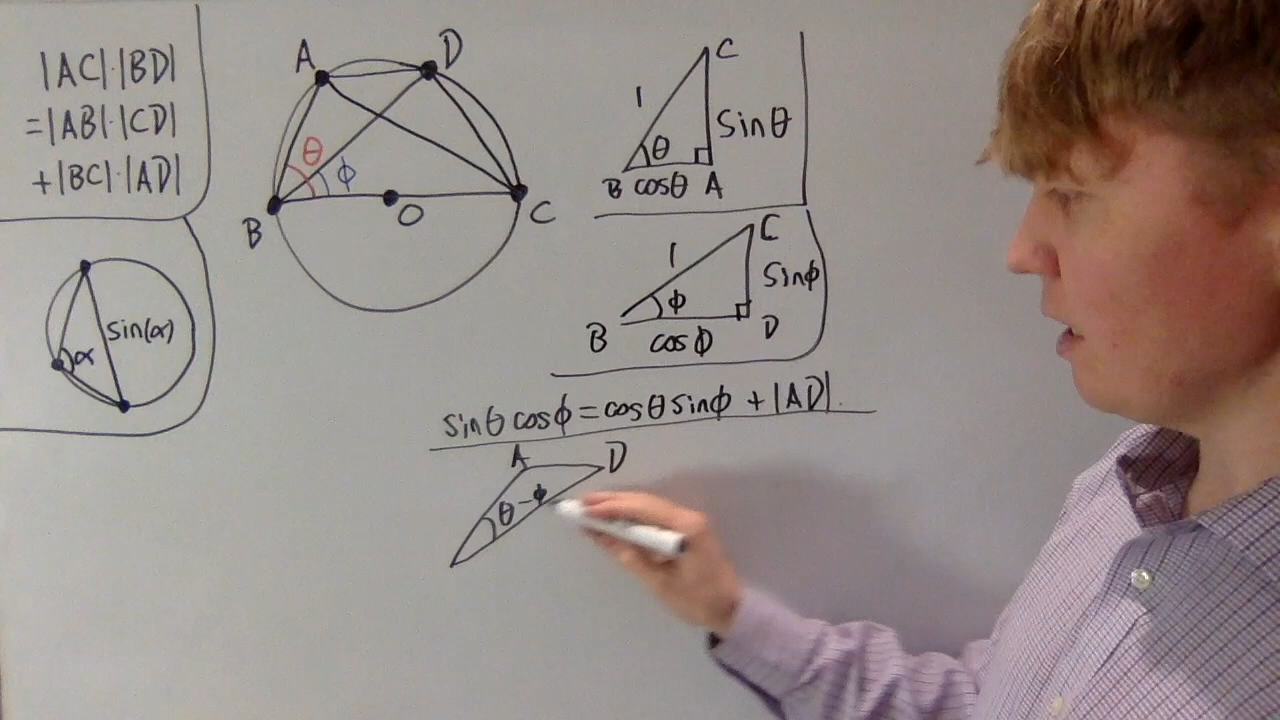 |AC|·|BD|
=|AB|·|CD|
+|BC|·|AD|
A
D
θ
ϕ
B
O
C
sin(α)
α
C
1
sinθ
θ
B cosθ A
C
1
sinϕ
ϕ
B
cosϕ
D
sinθ cosϕ = cosθ sinϕ + |AD|.
A
D
θ-ϕ